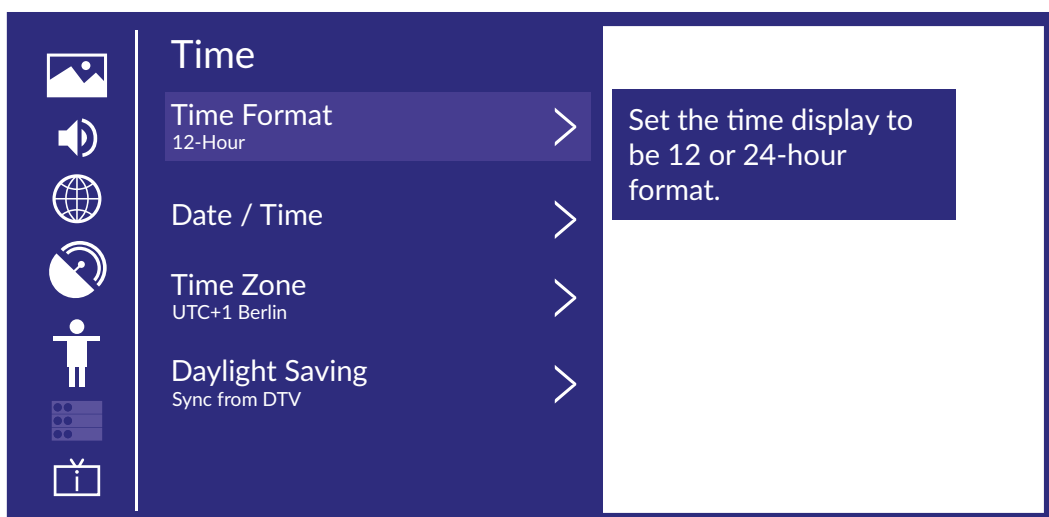 Time
Time Format
12-Hour
Date / Time
Time Zone
UTC+1 Berlin
Daylight Saving
Sync from DTV
Set the time display to
be 12 or 24-hour
format.
i